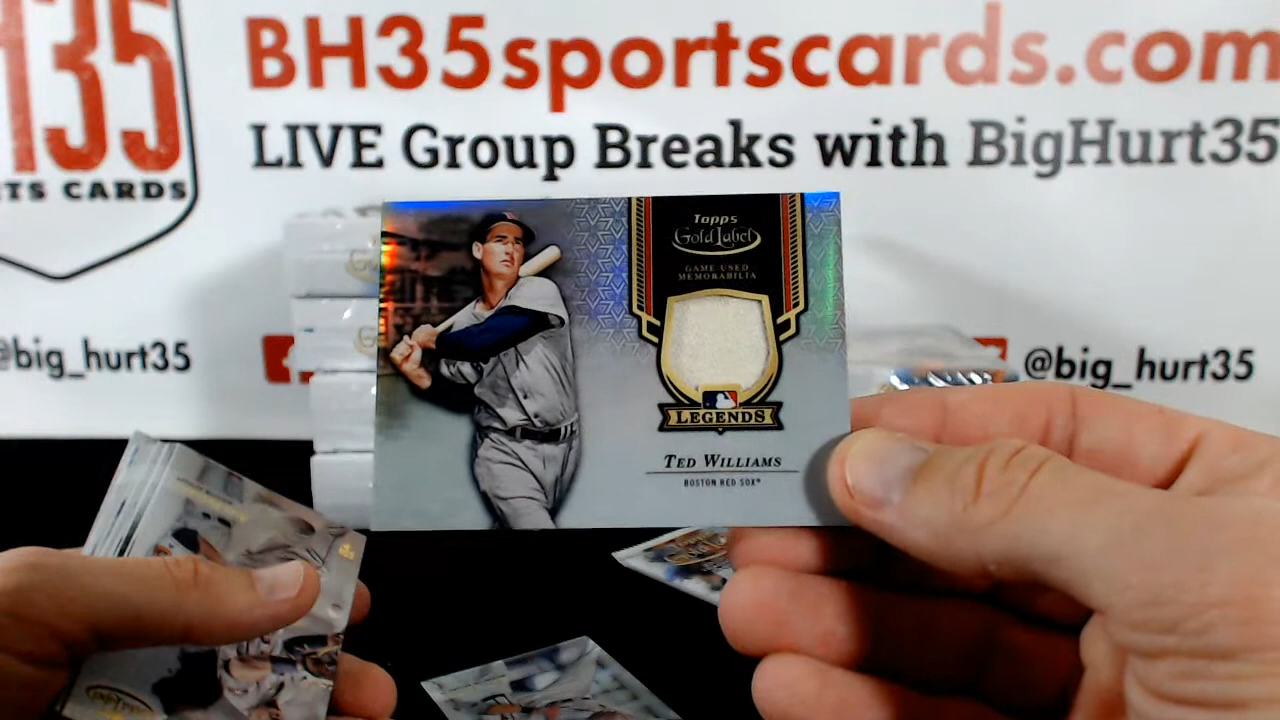 H35
TS CARDS
BH35sportscards.com
LIVE Group Breaks with BigHurt35
@big_hurt35
@big_hurt35
Topps
Gold Label
GAME USED
MEMORABILIA
LEGENDS
TED WILLIAMS
BOSTON RED SOX®